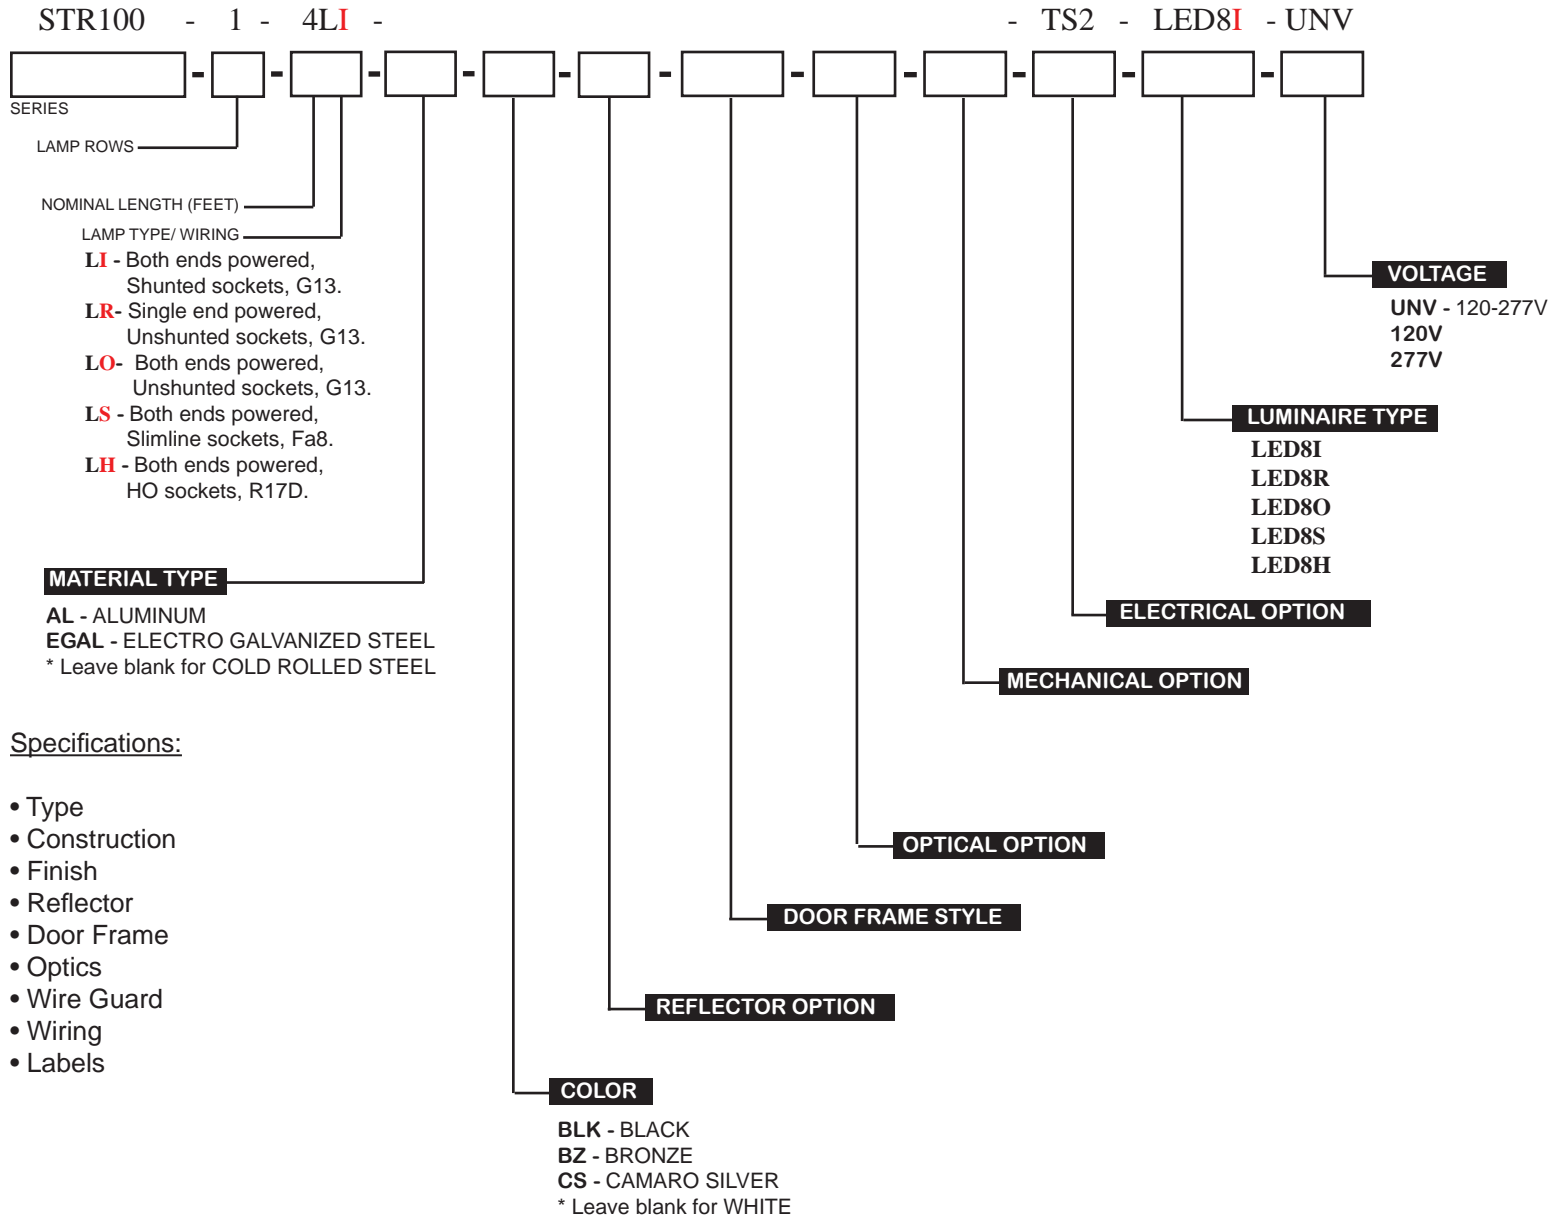 STR100 - 1 - 4LI - - TS2 - LED8I - UNV
- - - - - - - - - - -
SERIES
LAMP ROWS
NOMINAL LENGTH (FEET)
LAMP TYPE/ WIRING
LI - Both ends powered,
Shunted sockets, G13.
LR- Single end powered,
Unshunted sockets, G13.
LO- Both ends powered,
Unshunted sockets, G13.
LS - Both ends powered,
Slimline sockets, Fa8.
LH - Both ends powered,
HO sockets, R17D.
VOLTAGE
UNV - 120-277V
120V
277V
LUMINAIRE TYPE
LED8I
LED8R
LED8O
LED8S
LED8H
MATERIAL TYPE
AL - ALUMINUM
EGAL - ELECTRO GALVANIZED STEEL
* Leave blank for COLD ROLLED STEEL
ELECTRICAL OPTION
MECHANICAL OPTION
Specifications:
• Type
• Construction
• Finish
• Reflector
• Door Frame
• Optics
• Wire Guard
• Wiring
• Labels
OPTICAL OPTION
DOOR FRAME STYLE
REFLECTOR OPTION
COLOR
BLK - BLACK
BZ - BRONZE
CS - CAMARO SILVER
* Leave blank for WHITE